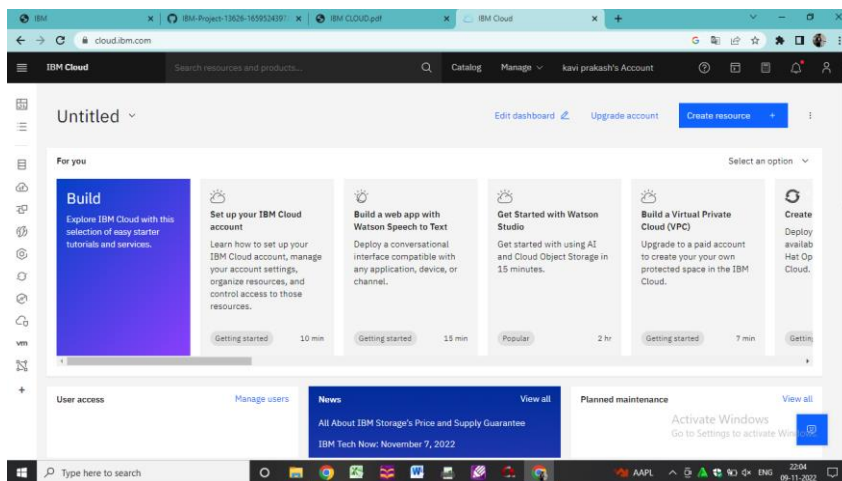 IBM
IBM-Project-13626-1659524397
IBM CLOUD.pdf
IBM Cloud
cloud.ibm.com
IBM Cloud
Search resources and products...
Catalog
Manage
kavi prakash's Account
Untitled
Edit dashboard
Upgrade account
Create resource +
For you
Select an option
Build
Explore IBM Cloud with this
selection of easy starter
tutorials and services.
Set up your IBM Cloud
account
Learn how to set up your
IBM Cloud account, manage
your account settings,
organize resources, and
control access to those
resources.
Getting started 10 min
Build a web app with
Watson Speech to Text
Deploy a conversational
interface compatible with
any application, device, or
channel.
Getting started 15 min
Get Started with Watson
Studio
Get started with using AI
and Cloud Object Storage in
15 minutes.
Popular 2 hr
Build a Virtual Private
Cloud (VPC)
Upgrade to a paid account
to create your your own
protected space in the IBM
Cloud.
Getting started 7 min
Create
Deploy
availab
Hat Op
Cloud.
Getting
vm
User access
Manage users
News
View all
All About IBM Storage's Price and Supply Guarantee
IBM Tech Now: November 7, 2022
Planned maintenance
View all
Activate Windows
Go to Settings to activate Windows.
Type here to search
AAPL
ENG
22:04
09-11-2022